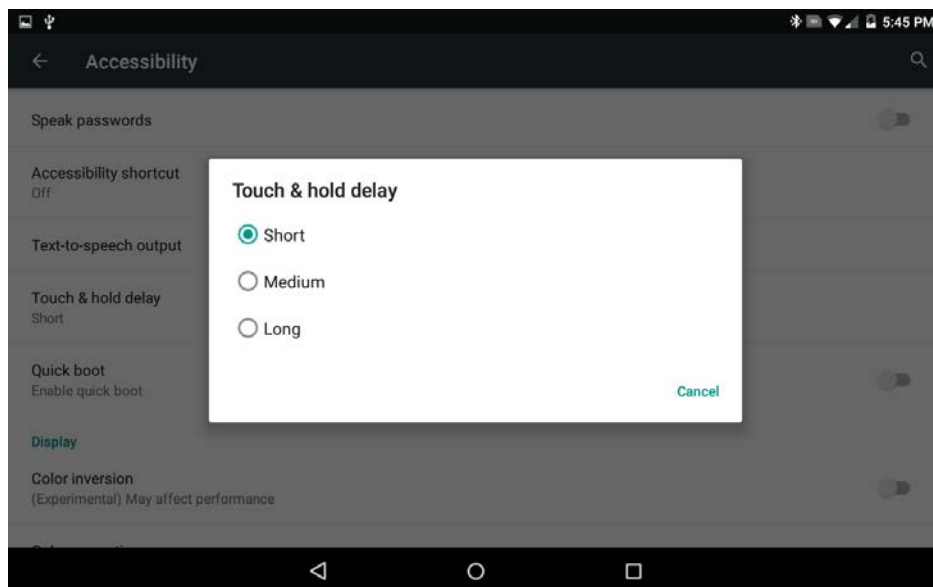 5:45 PM
Accessibility
Speak passwords
Accessibility shortcut
Off
Text-to-speech output
Touch & hold delay
Short
Quick boot
Enable quick boot
Display
Color inversion
(Experimental) May affect performance
Touch & hold delay
Short
Medium
Long
Cancel